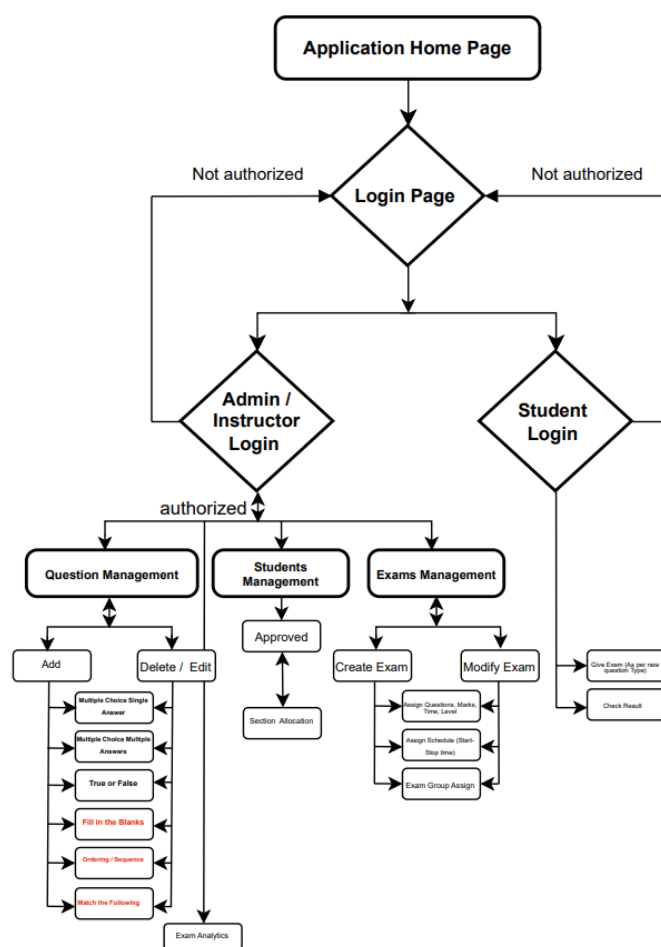 Application Home Page
Not authorized
Not authorized
Login Page
Admin /
Instructor
Login
Student
Login
authorized
Question Management
Students
Management
Exams Management
Add
Delete / Edit
Approved
Create Exam
Modify Exam
Give Exam (As per new
question Type)
Check Result
Multiple Choice Single
Answer
Multiple Choice Multiple
Answers
True or False
Fill in the Blanks
Ordering / Sequence
Match the Following
Section Allocation
Assign Questions, Marks,
Time, Level
Assign Schedule (Start-
Stop time)
Exam Group Assign
Exam Analytics